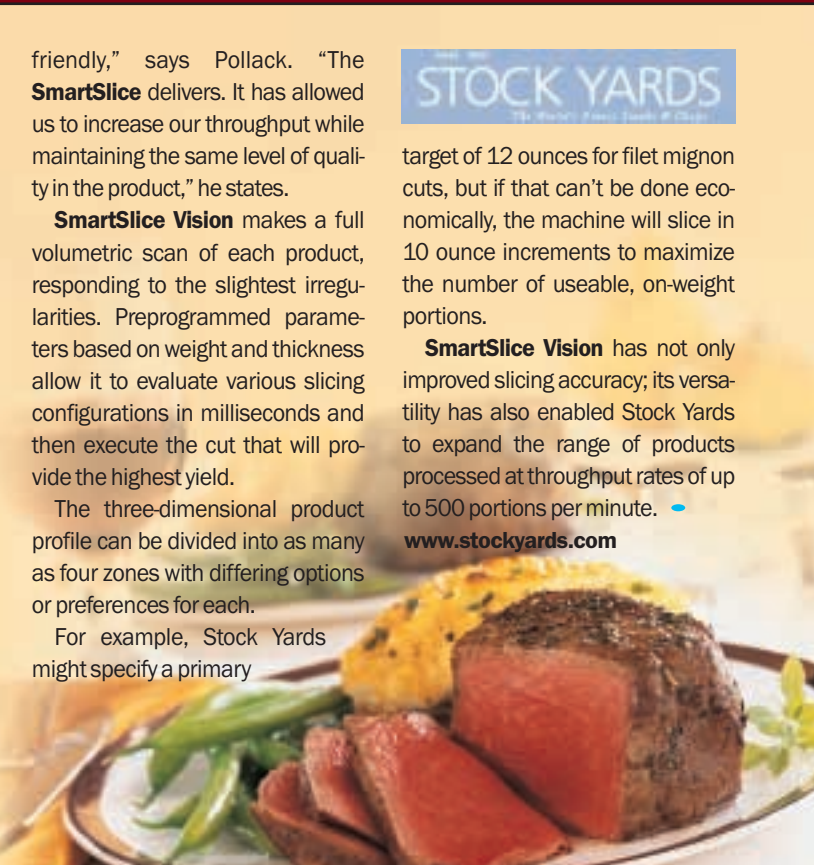 friendly,” says Pollack. “The
SmartSlice delivers. It has allowed
us to increase our throughput while
maintaining the same level of quali-
ty in the product,” he states.
SmartSlice Vision makes a full
volumetric scan of each product,
responding to the slightest irregu-
larities. Preprogrammed parame-
ters based on weight and thickness
allow it to evaluate various slicing
configurations in milliseconds and
then execute the cut that will pro-
vide the highest yield.
The three-dimensional product
profile can be divided into as many
as four zones with differing options
or preferences for each.
For example, Stock Yards
might specify a primary
STOCK YARDS
target of 12 ounces for filet mignon
cuts, but if that can’t be done eco-
nomically, the machine will slice in
10 ounce increments to maximize
the number of useable, on-weight
portions.
SmartSlice Vision has not only
improved slicing accuracy; its versa-
tility has also enabled Stock Yards
to expand the range of products
processed at throughput rates of up
to 500 portions per minute.
www.stockyards.com